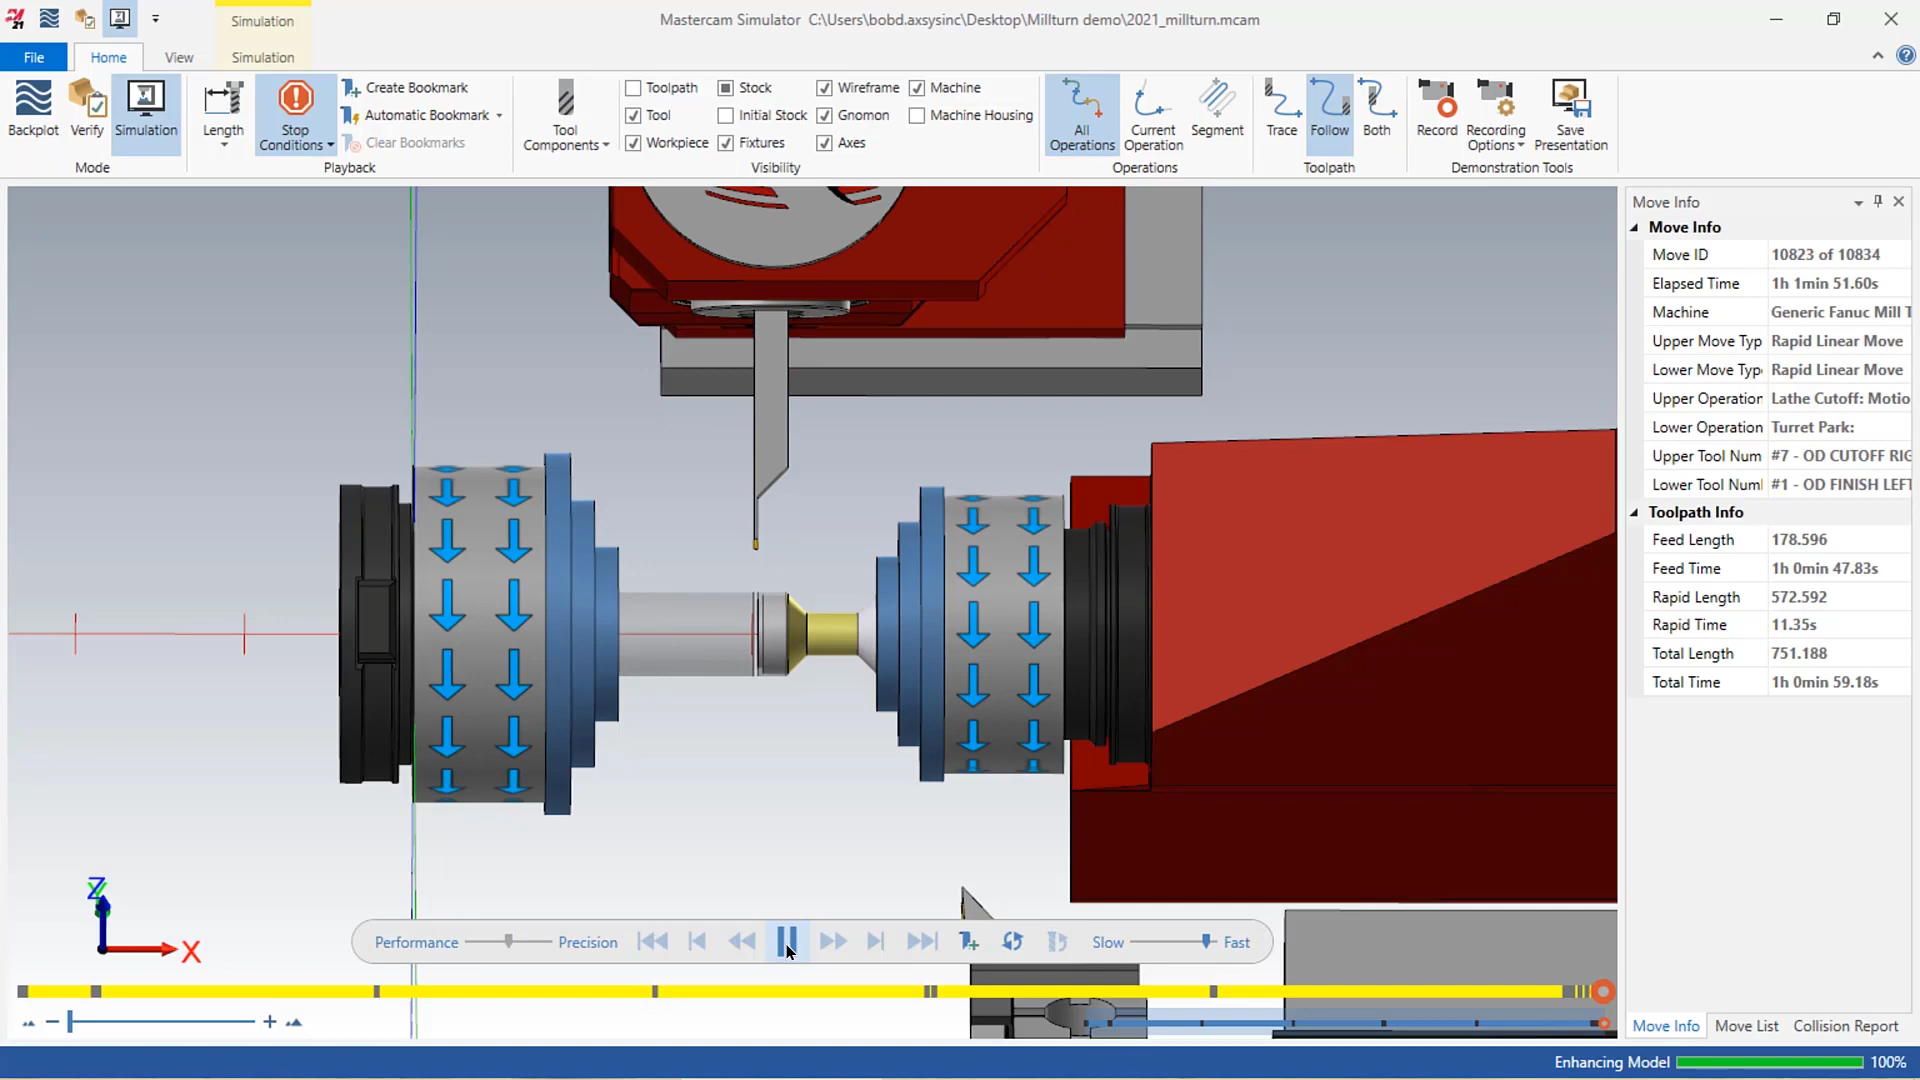 Simulation
Mastercam Simulator C:\Users\bobd.axsysinc\Desktop\Millturn demo\2021_millturn.mcam
File Home View Simulation
Backplot Verify Simulation
Mode
Length Stop Conditions
Create Bookmark
Automatic Bookmark
Clear Bookmarks
Playback
Tool Components
Toolpath Stock Wireframe Machine
Tool Initial Stock Gnomon Machine Housing
Workpiece Fixtures Axes
Visibility
All Operations Current Operation Segment
Operations
Trace Follow Both
Toolpath
Record Recording Options Save Presentation
Demonstration Tools
Move Info
Move Info
Move ID 10823 of 10834
Elapsed Time 1h 1min 51.60s
Machine Generic Fanuc Mill T
Upper Move Typ Rapid Linear Move
Lower Move Typ Rapid Linear Move
Upper Operation Lathe Cutoff: Motio
Lower Operation Turret Park:
Upper Tool Num #7 - OD CUTOFF RIG
Lower Tool Num #1 - OD FINISH LEFT
Toolpath Info
Feed Length 178.596
Feed Time 1h 0min 47.83s
Rapid Length 572.592
Rapid Time 11.35s
Total Length 751.188
Total Time 1h 0min 59.18s
Z
Y
X
Performance Precision Slow Fast
Move Info Move List Collision Report
Enhancing Model 100%